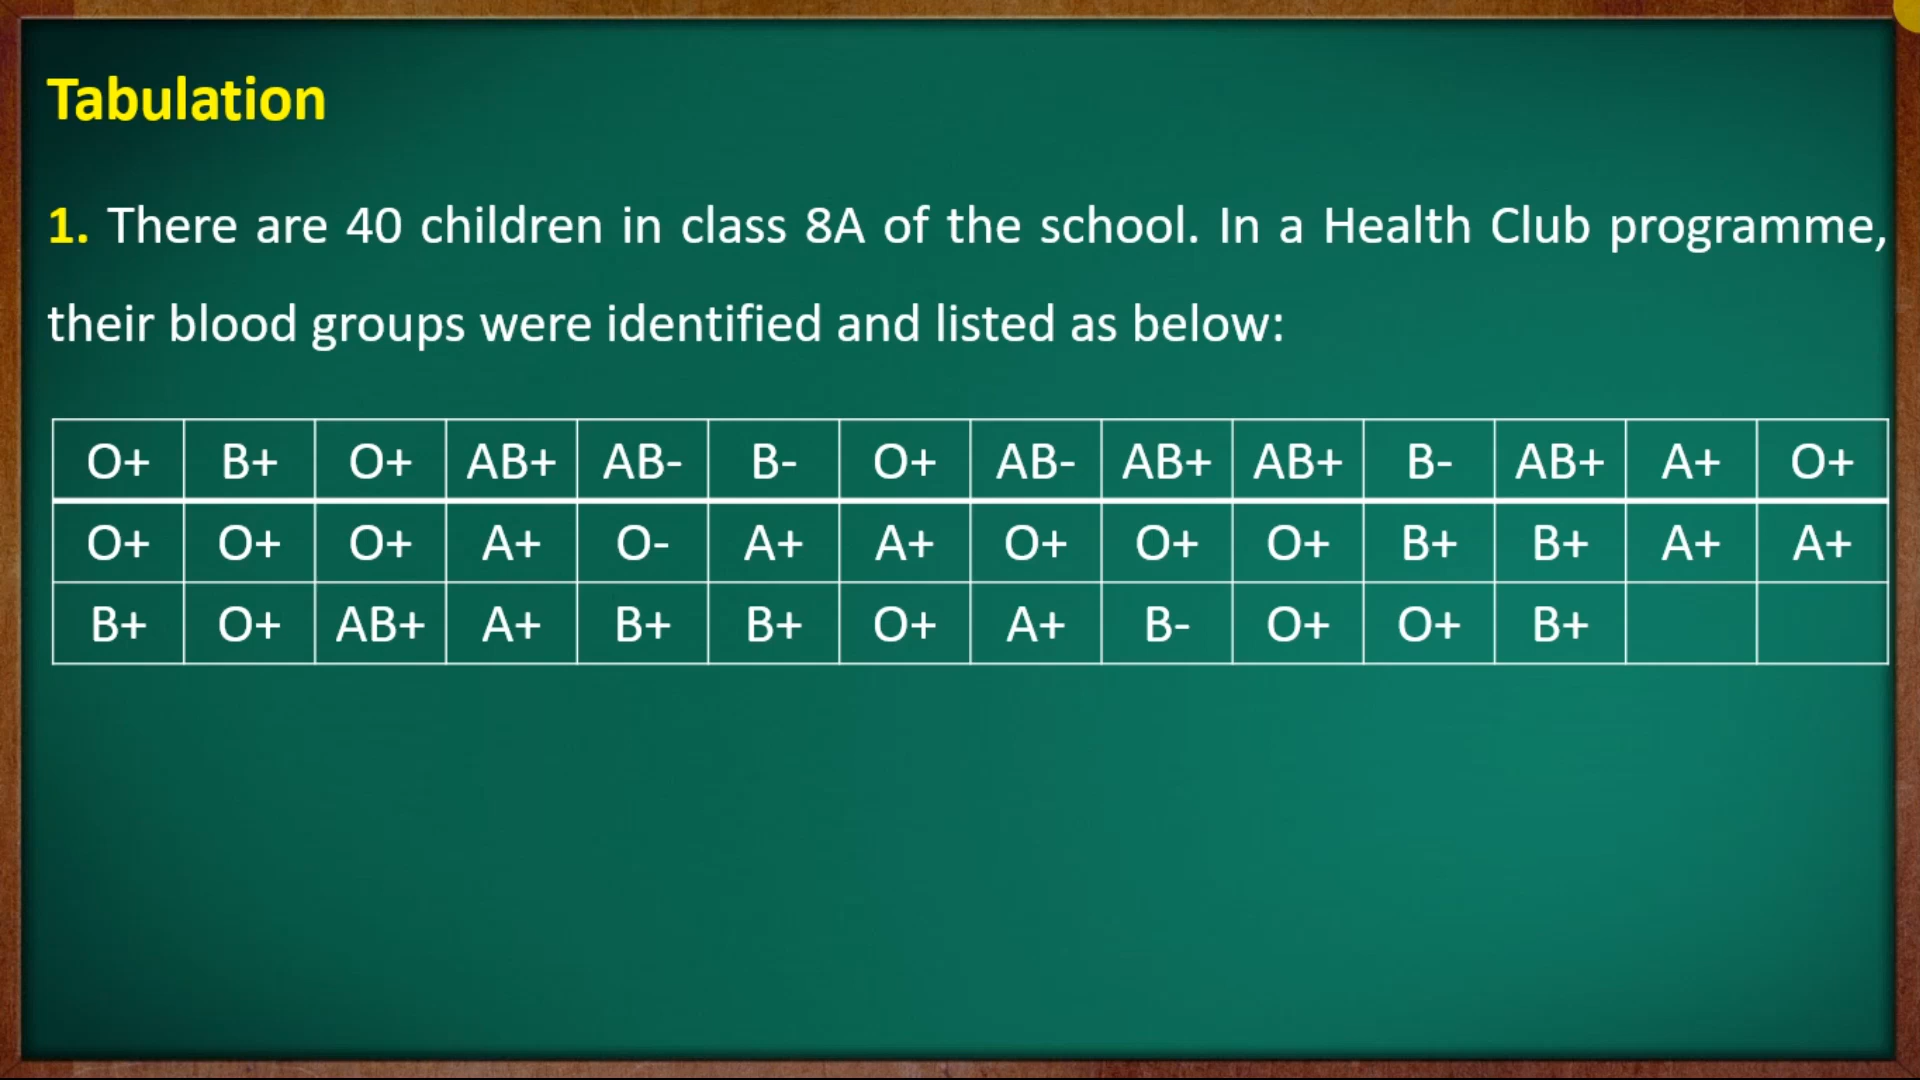 Tabulation
1. There are 40 children in class 8A of the school. In a Health Club programme,
their blood groups were identified and listed as below:
O+ B+ O+ AB+ AB- B- O+ AB- AB+ AB+ B- AB+ A+ O+
O+ O+ O+ A+ O- A+ A+ O+ O+ O+ B+ B+ A+ A+
B+ O+ AB+ A+ B+ B+ O+ A+ B- O+ O+ B+